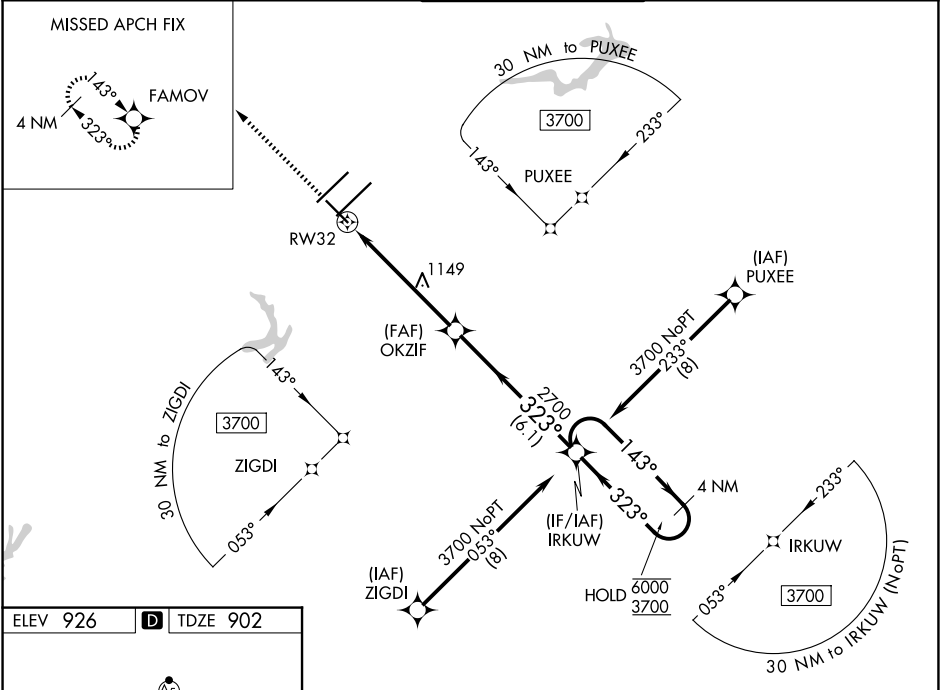 MISSED APCH FIX
143°
FAMOV
4 NM
323°
30 NM to PUXEE
3700
233°
143°
PUXEE
RW32
1149
(IAF)
PUXEE
(FAF)
OKZIF
3700 NoPT
233°
(8)
143°
3700
30 NM to ZIGDI
ZIGDI
053°
2700
323°
(6.1)
143°
4 NM
323°
(IF/IAF)
IRKUW
3700 NoPT
053°
(8)
(IAF)
ZIGDI
HOLD 6000
3700
233°
IRKUW
053°
3700
30 NM to IRKUW (NoPT)
ELEV 926
D
TDZE 902